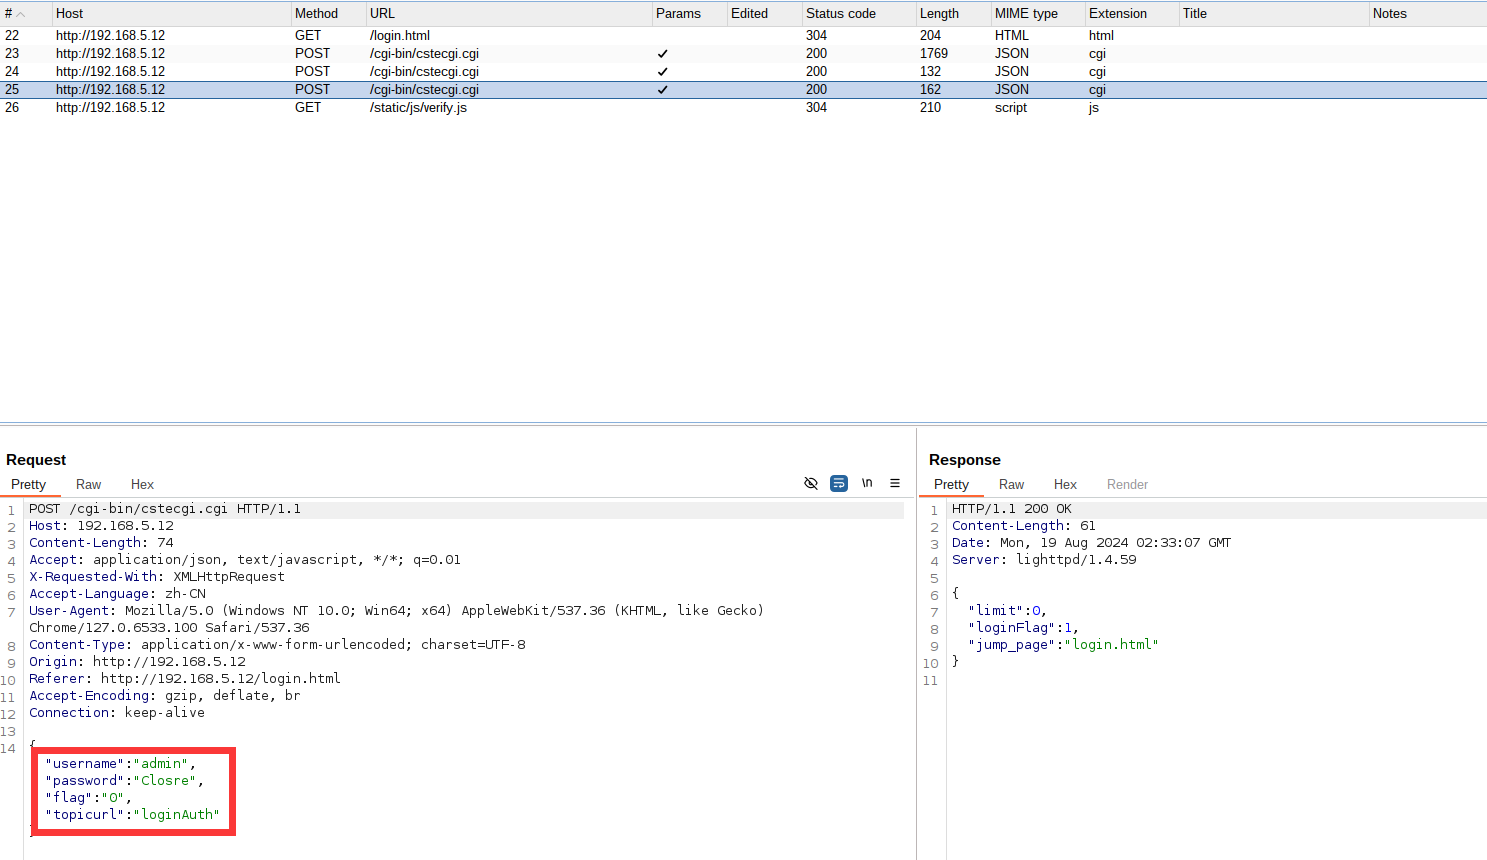 # Host Method URL Params Edited Status code Length MIME type Extension Title Notes
22 http://192.168.5.12 GET /login.html 304 204 HTML html
23 http://192.168.5.12 POST /cgi-bin/cstecgi.cgi ✓ 200 1769 JSON cgi
24 http://192.168.5.12 POST /cgi-bin/cstecgi.cgi ✓ 200 132 JSON cgi
25 http://192.168.5.12 POST /cgi-bin/cstecgi.cgi ✓ 200 162 JSON cgi
26 http://192.168.5.12 GET /static/js/verify.js 304 210 script js
Request
Pretty Raw Hex \n
1 POST /cgi-bin/cstecgi.cgi HTTP/1.1
2 Host: 192.168.5.12
3 Content-Length: 74
4 Accept: application/json, text/javascript, */*; q=0.01
5 X-Requested-With: XMLHttpRequest
6 Accept-Language: zh-CN
7 User-Agent: Mozilla/5.0 (Windows NT 10.0; Win64; x64) AppleWebKit/537.36 (KHTML, like Gecko)
Chrome/127.0.6533.100 Safari/537.36
8 Content-Type: application/x-www-form-urlencoded; charset=UTF-8
9 Origin: http://192.168.5.12
10 Referer: http://192.168.5.12/login.html
11 Accept-Encoding: gzip, deflate, br
12 Connection: keep-alive
13
14 {
"username":"admin",
"password":"Closre",
"flag":"0",
"topicurl":"loginAuth"
}
Response
Pretty Raw Hex Render
1 HTTP/1.1 200 OK
2 Content-Length: 61
3 Date: Mon, 19 Aug 2024 02:33:07 GMT
4 Server: lighttpd/1.4.59
5
6 {
7 "limit":0,
8 "loginFlag":1,
9 "jump_page":"login.html"
10 }
11